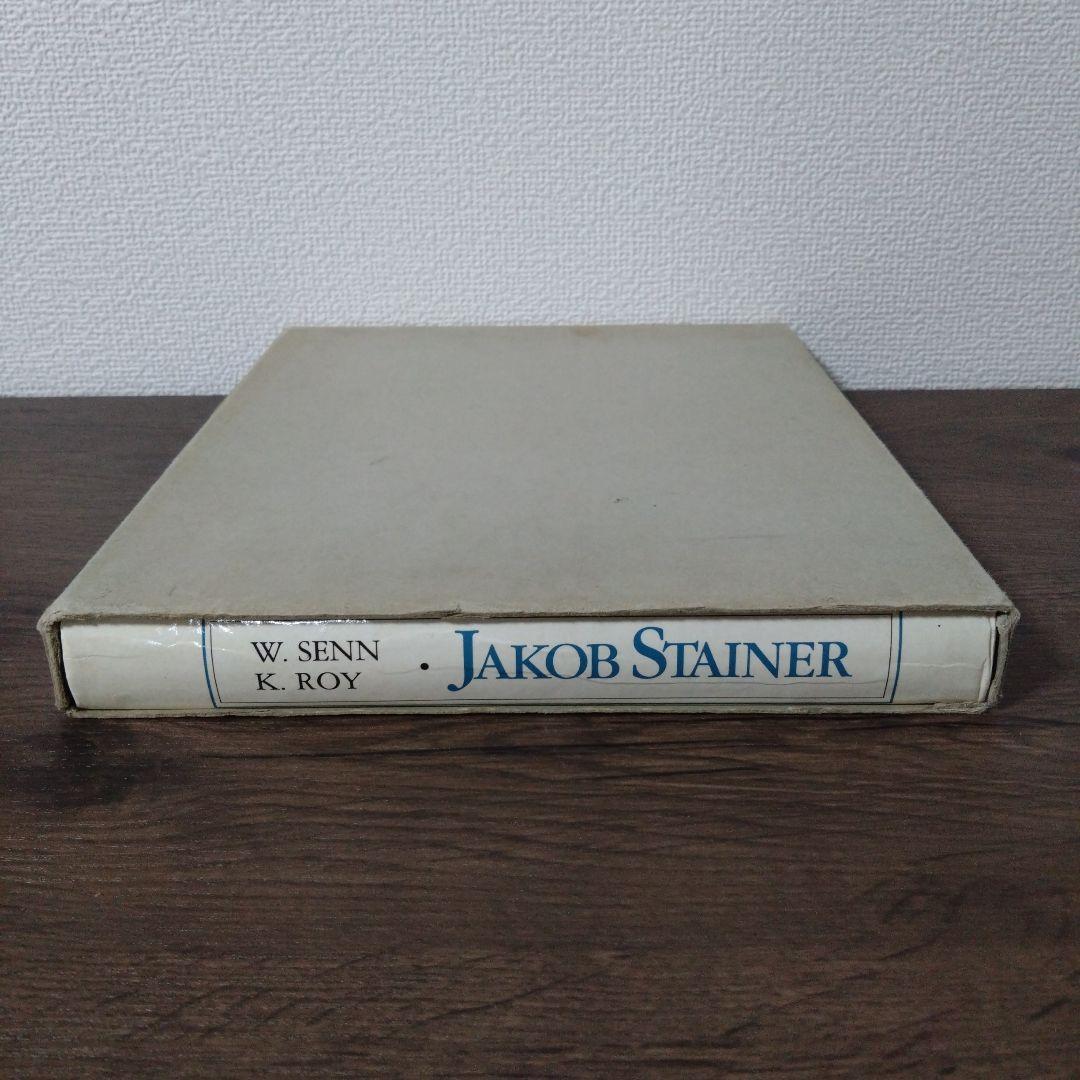 W. SENN
K. ROY
• JAKOB STAINER